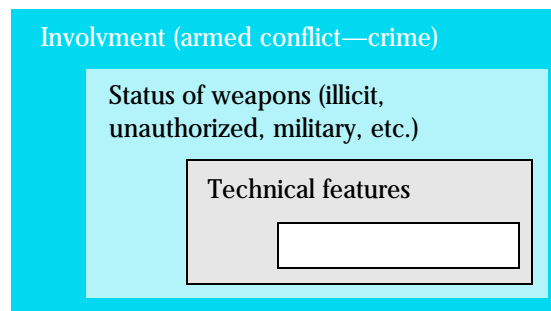 Involvment (armed conflict—crime)
Status of weapons (illicit,
unauthorized, military, etc.)
Technical features